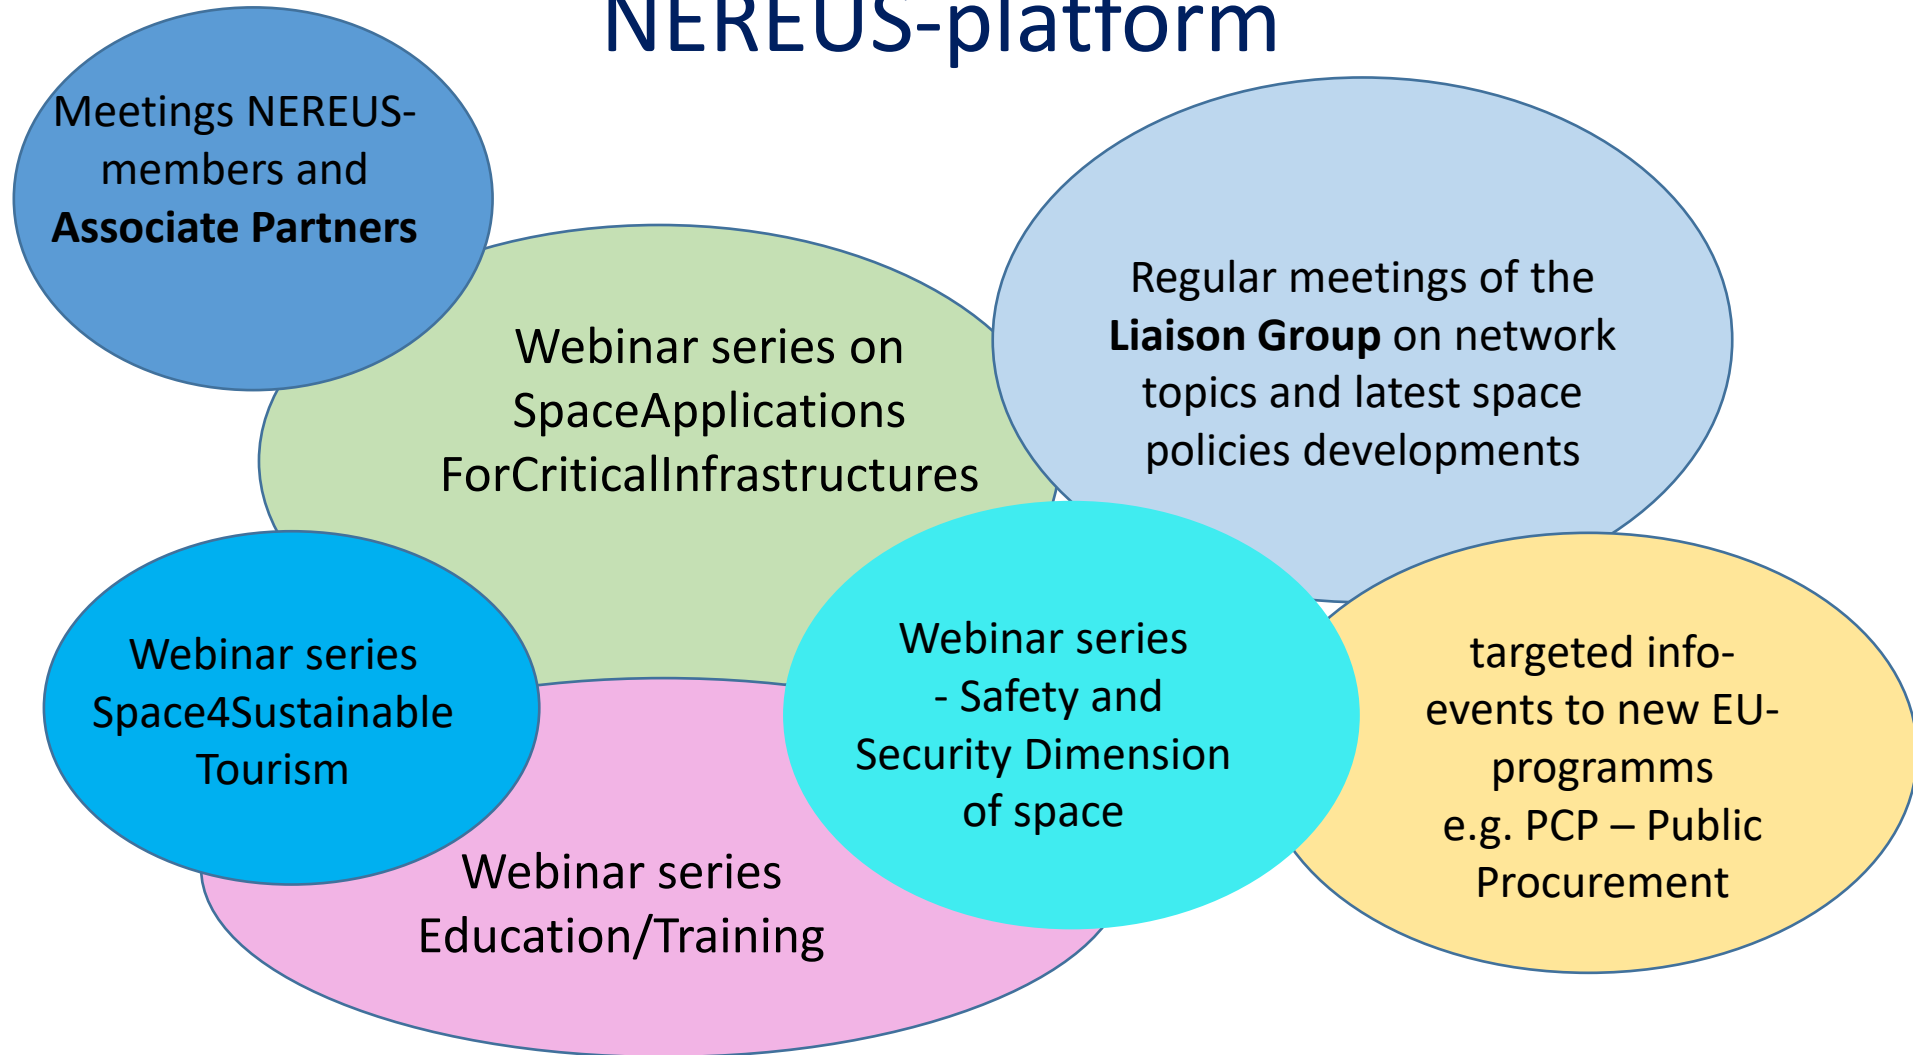 NEREUS-platform
Meetings NEREUS-
members and
Associate Partners
Regular meetings of the
Liaison Group on network
topics and latest space
policies developments
Webinar series on
SpaceApplications
ForCriticalInfrastructures
Webinar series
Space4Sustainable
Tourism
Webinar series
- Safety and
Security Dimension
of space
targeted info-
events to new EU-
programms
e.g. PCP – Public
Procurement
Webinar series
Education/Training